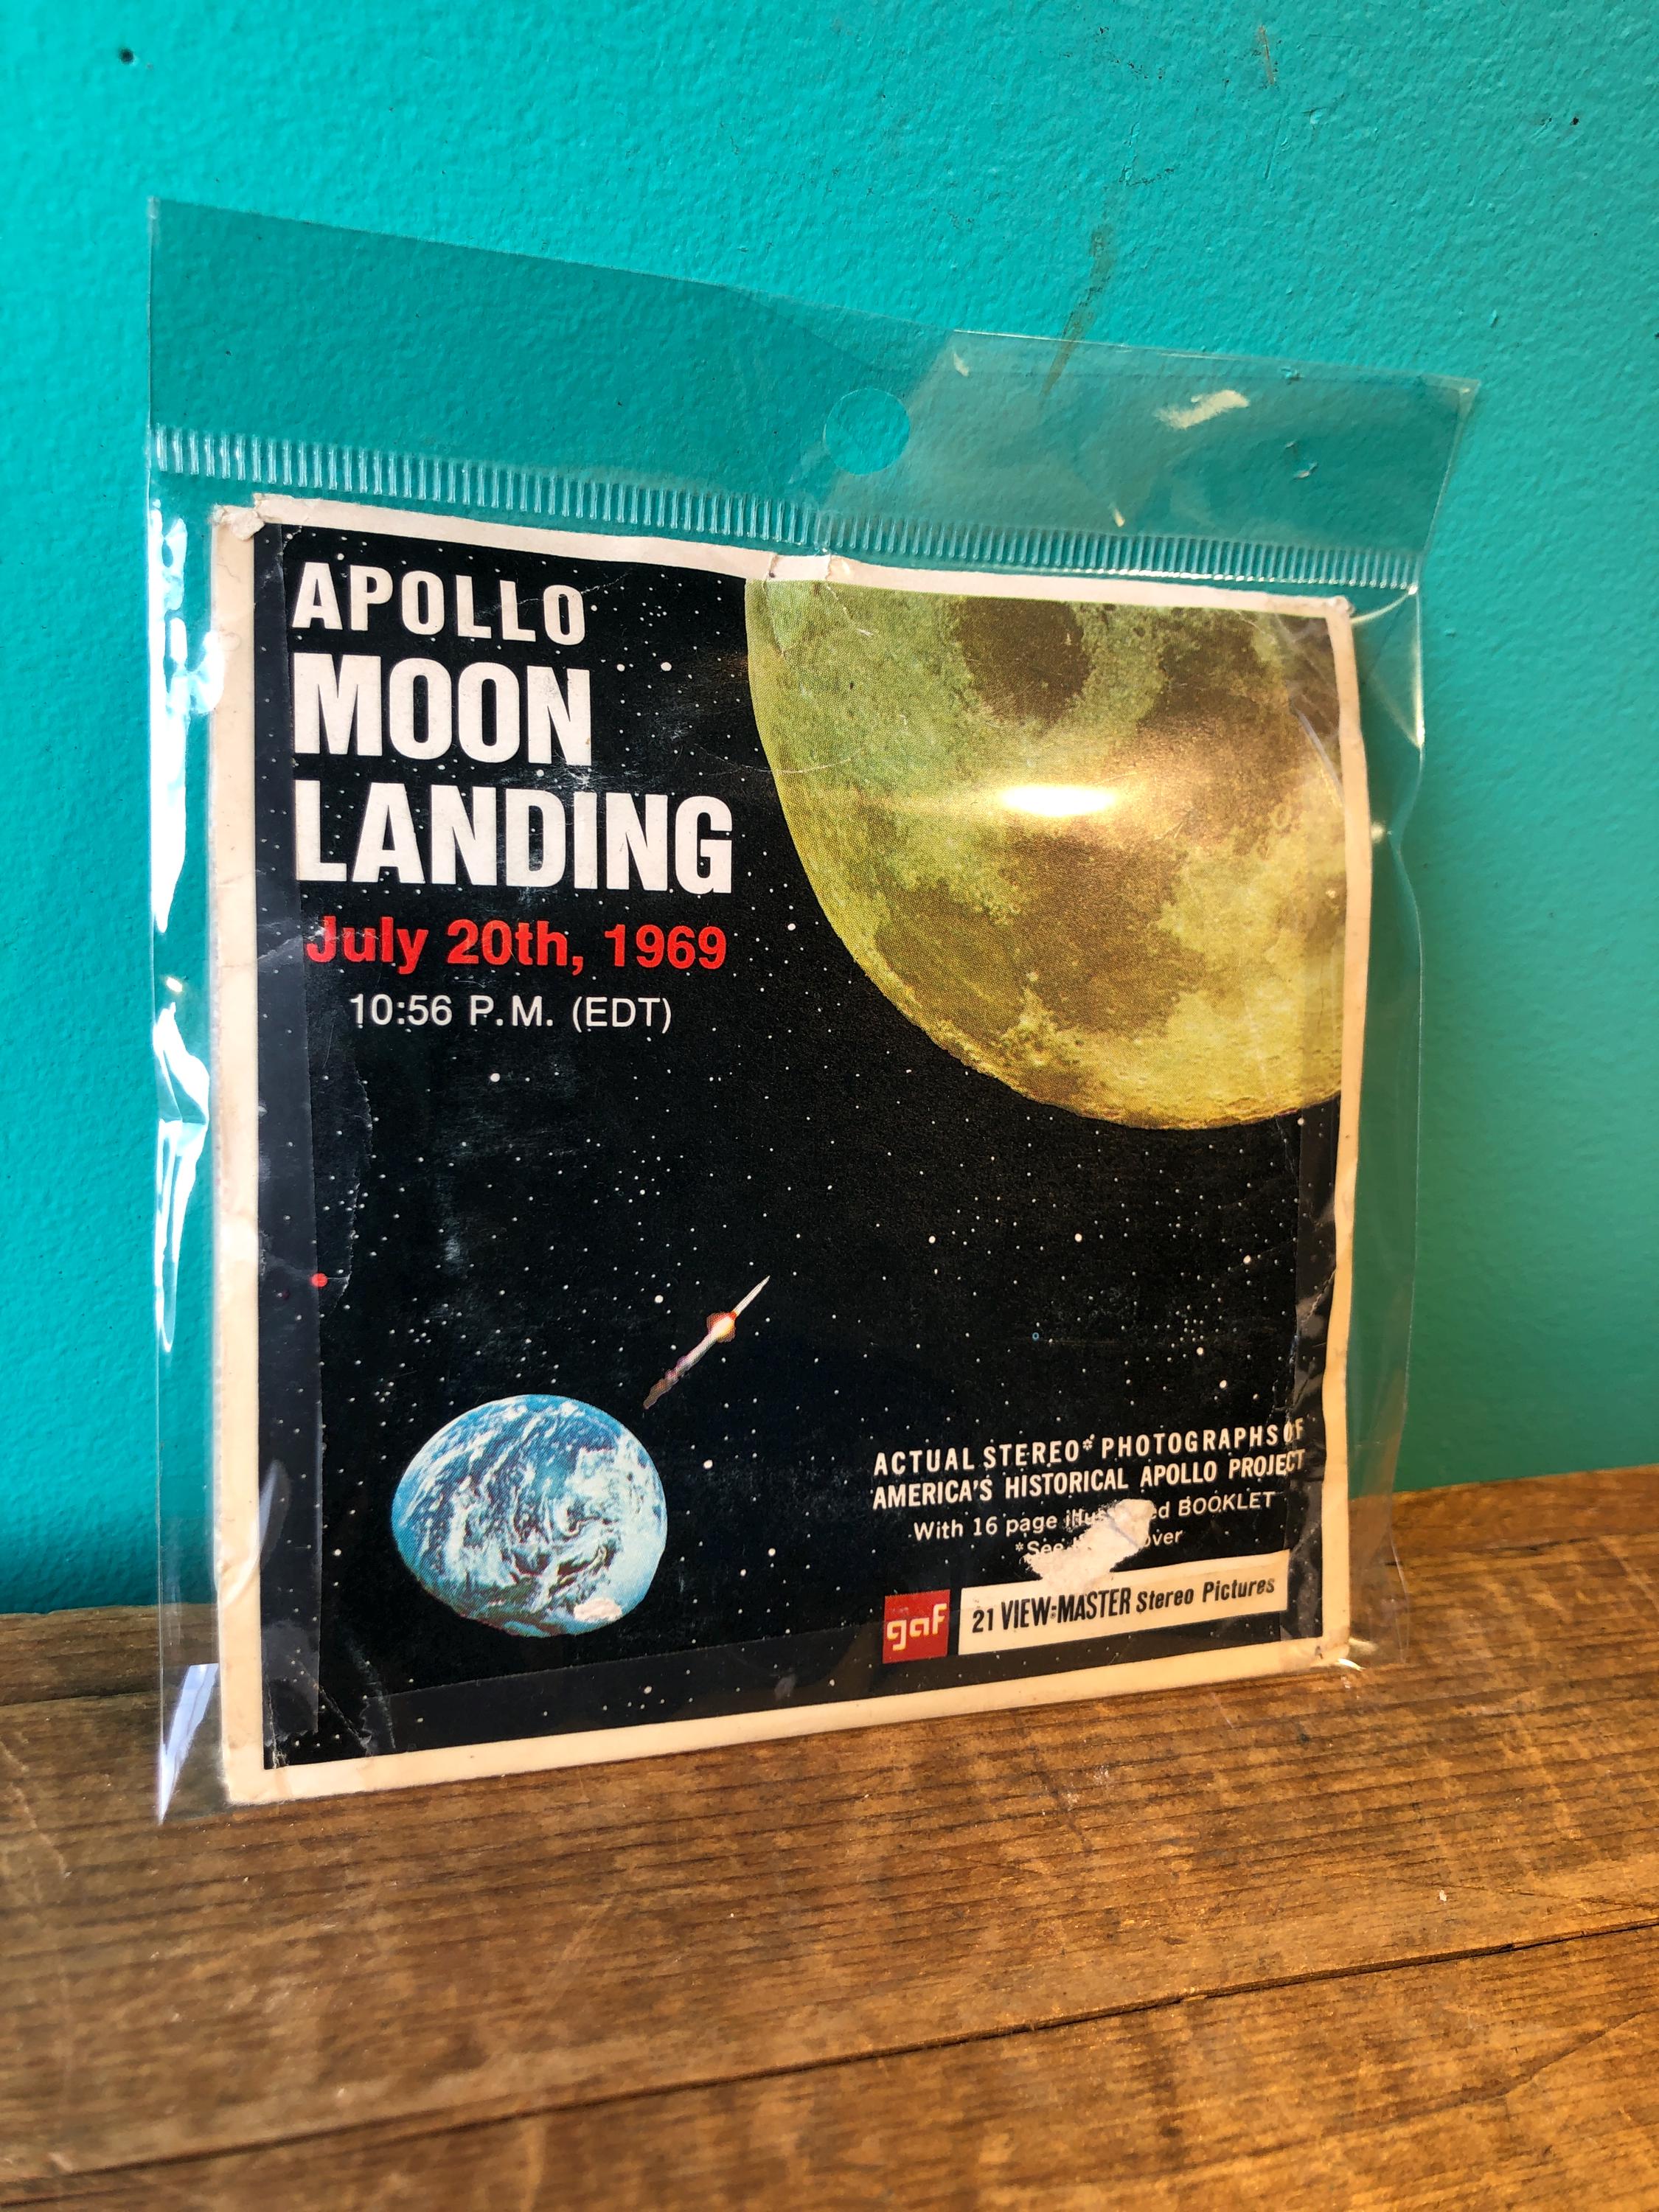 APOLLO
MOON
LANDING
July 20th, 1969
10:56 P.M. (EDT)
ACTUAL STEREO* PHOTOGRAPHS OF
AMERICA'S HISTORICAL APOLLO PROJECT
With 16 page BOOKLET
*See
gaf 21 VIEW-MASTER Stereo Pictures